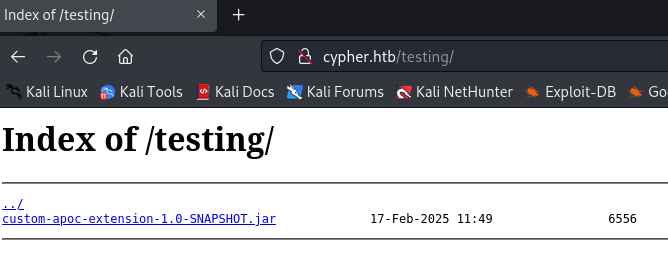 Index of /testing/
cypher.htb/testing/
Kali Linux Kali Tools Kali Docs Kali Forums Kali NetHunter Exploit-DB
Index of /testing/
../
custom-apoc-extension-1.0-SNAPSHOT.jar 17-Feb-2025 11:49 6556